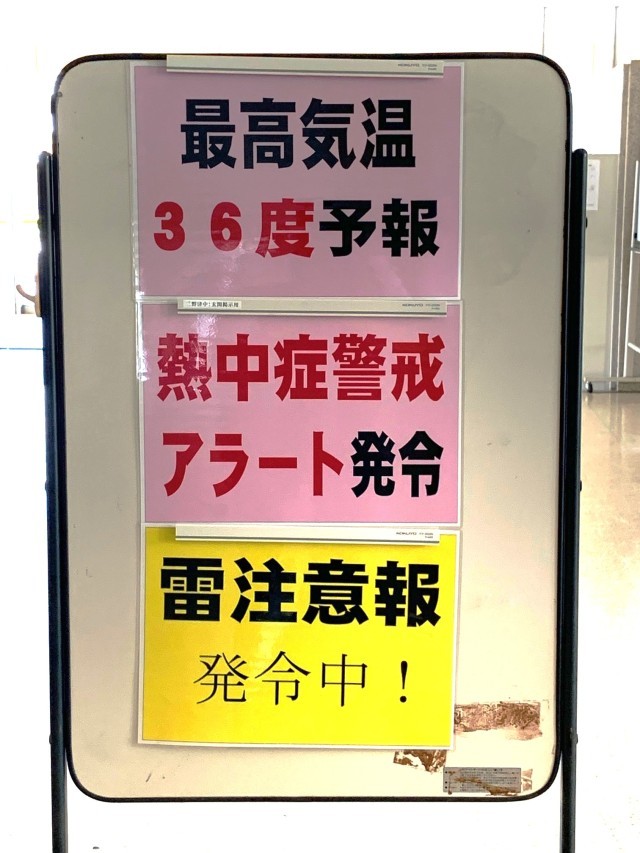 最高気温
３６度予報
熱中症警戒
アラート発令
雷注意報
発令中！